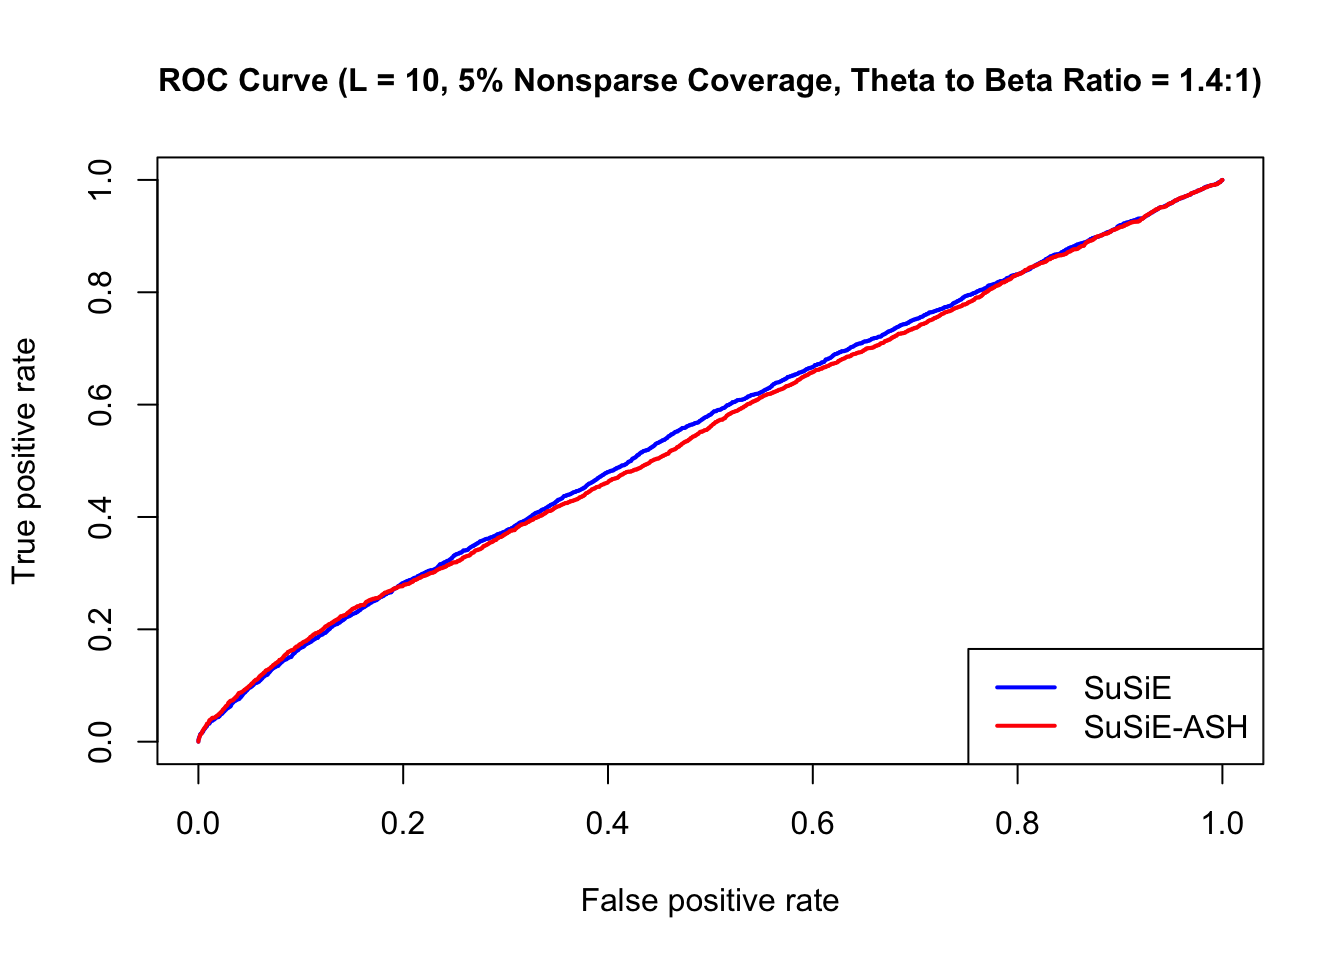 ROC Curve (L = 10, 5% Nonsparse Coverage, Theta to Beta Ratio = 1.4:1)
True positive rate
1.0
0.8
0.6
0.4
0.2
0.0
SuSiE
SuSiE-ASH
0.0 0.2 0.4 0.6 0.8 1.0
False positive rate